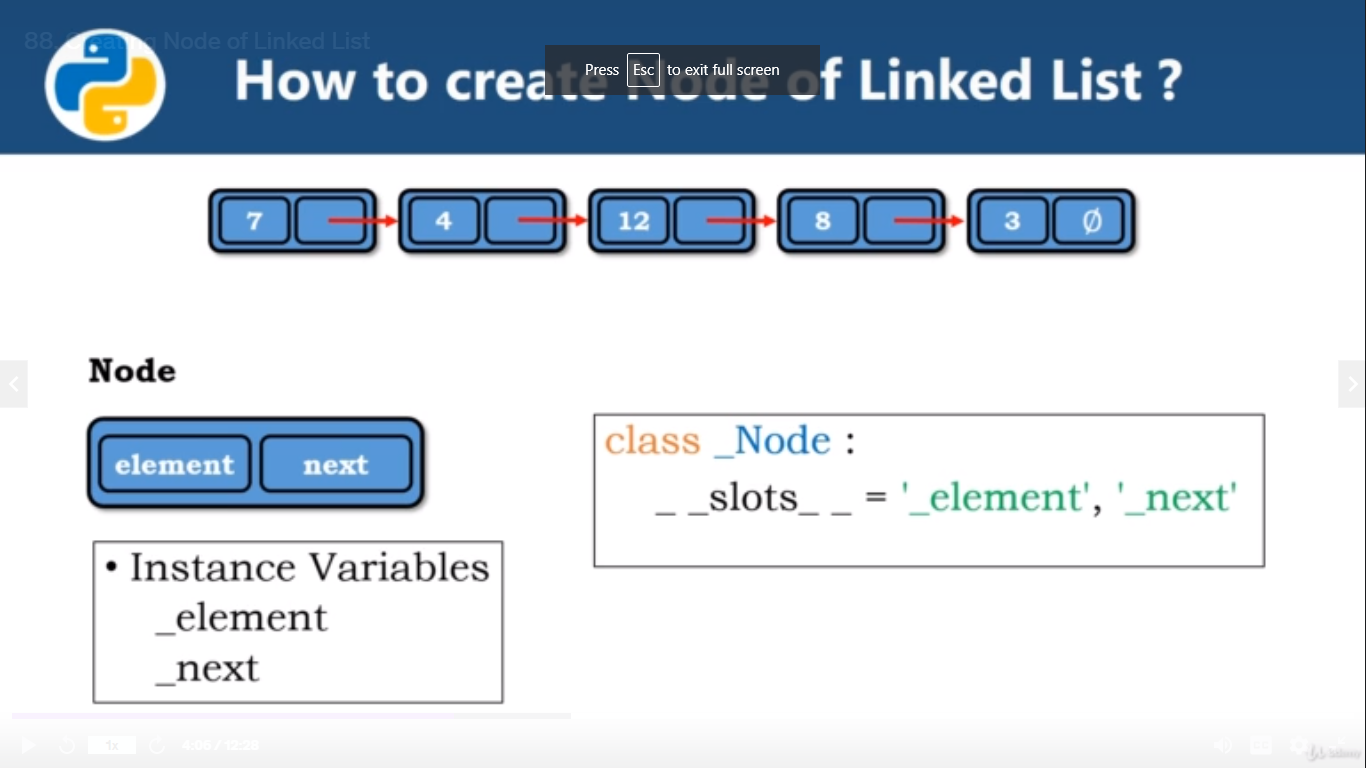 88. Creating Node of Linked List
How to create Node of Linked List ?
Press Esc to exit full screen
7 4 12 8 3 Ø
Node
element next
class _Node :
_ _slots_ _ = '_element', '_next'
• Instance Variables
_element
_next
1x 4:06 / 12:28
Udemy